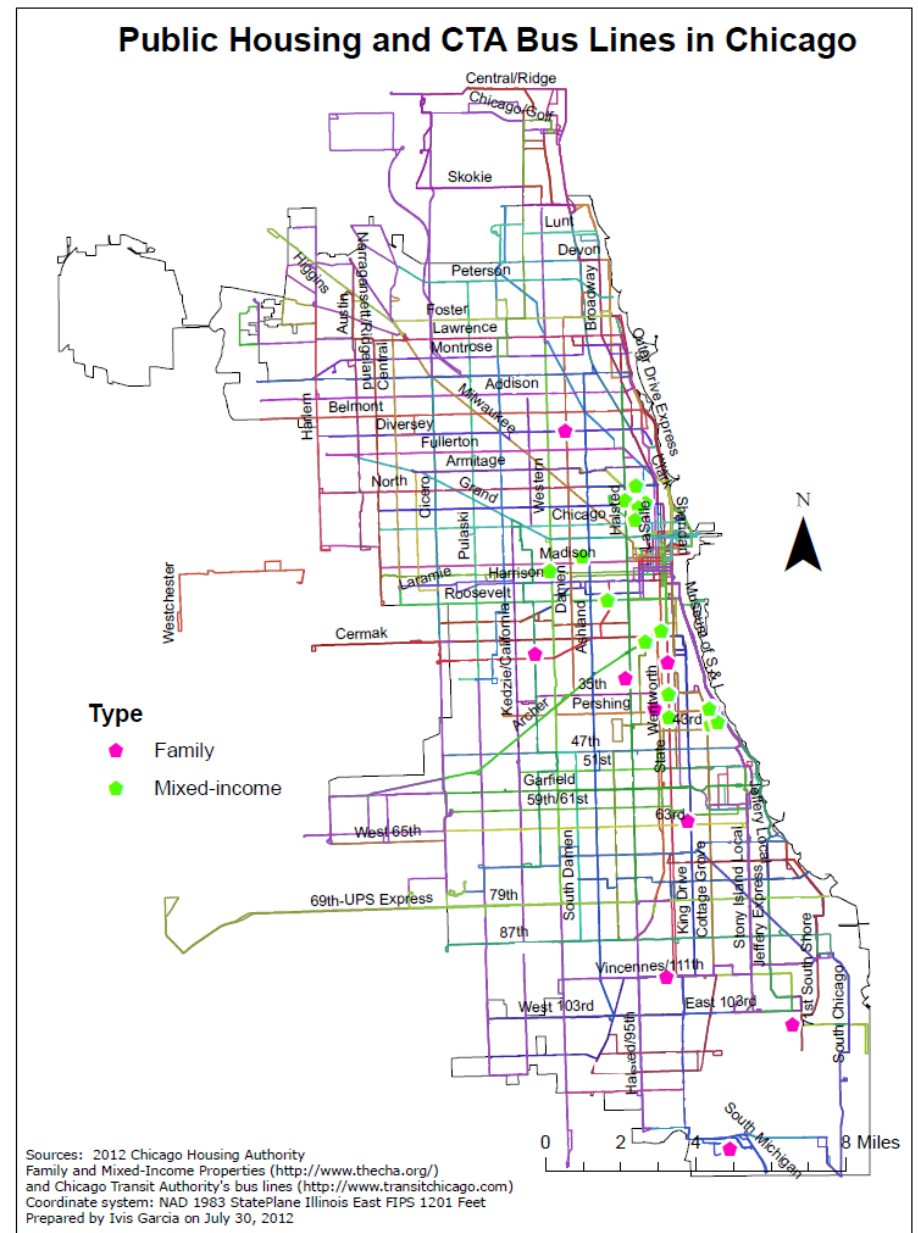 Public Housing and CTA Bus Lines in Chicago
Central/Ridge
Chicago/Golf
Skokie
Lunt
Devon
Peterson
Higgins
Narragansett/Ridgeland
Austin
Broadway
Foster
Lawrence
Montrose
Central
Outer Drive Express
Addison
Milwaukee
Belmont
Harlem
Diversey
Fullerton
Clark
Armitage
North
Grand
Cicero
Western
Halsted
Sheridan
LaSalle
Chicago
Pulaski
N
Madison
Harrison
Laramie
Roosevelt
Damen
Westchester
Ashland
Museum of S & I
Cermak
Kedzie/California
35th
Pershing
Wentworth
Archer
43rd
Type
Family
Mixed-income
47th
51st
State
Garfield
59th/61st
63rd
West 65th
Jeffery Local
South Damen
King Drive
Cottage Grove
Stony Island Local
Jeffery Express
69th-UPS Express
79th
87th
Vincennes/111th
71st South Shore
South Chicago
West 103rd
East 103rd
Halsted/95th
South Michigan
0 2 4 8 Miles
Sources: 2012 Chicago Housing Authority
Family and Mixed-Income Properties (http://www.thecha.org/)
and Chicago Transit Authority's bus lines (http://www.transitchicago.com)
Coordinate system: NAD 1983 StatePlane Illinois East FIPS 1201 Feet
Prepared by Ivis Garcia on July 30, 2012